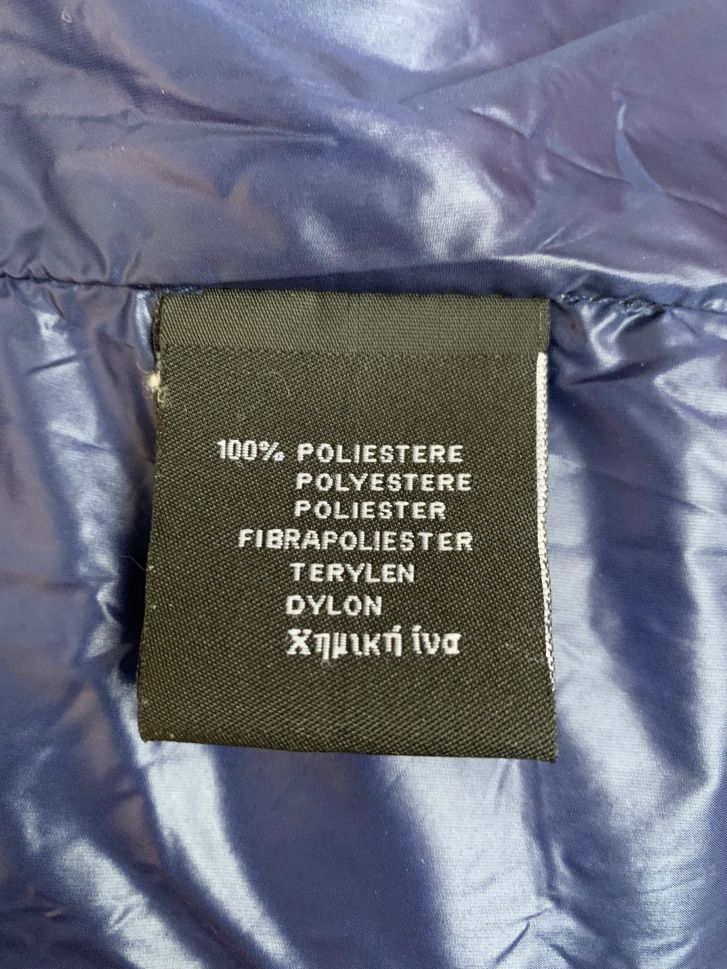 100% POLIESTERE
POLYESTERE
POLIESTER
FIBRAPOLIESTER
TERYLEN
DYLON
Χημική ίνα